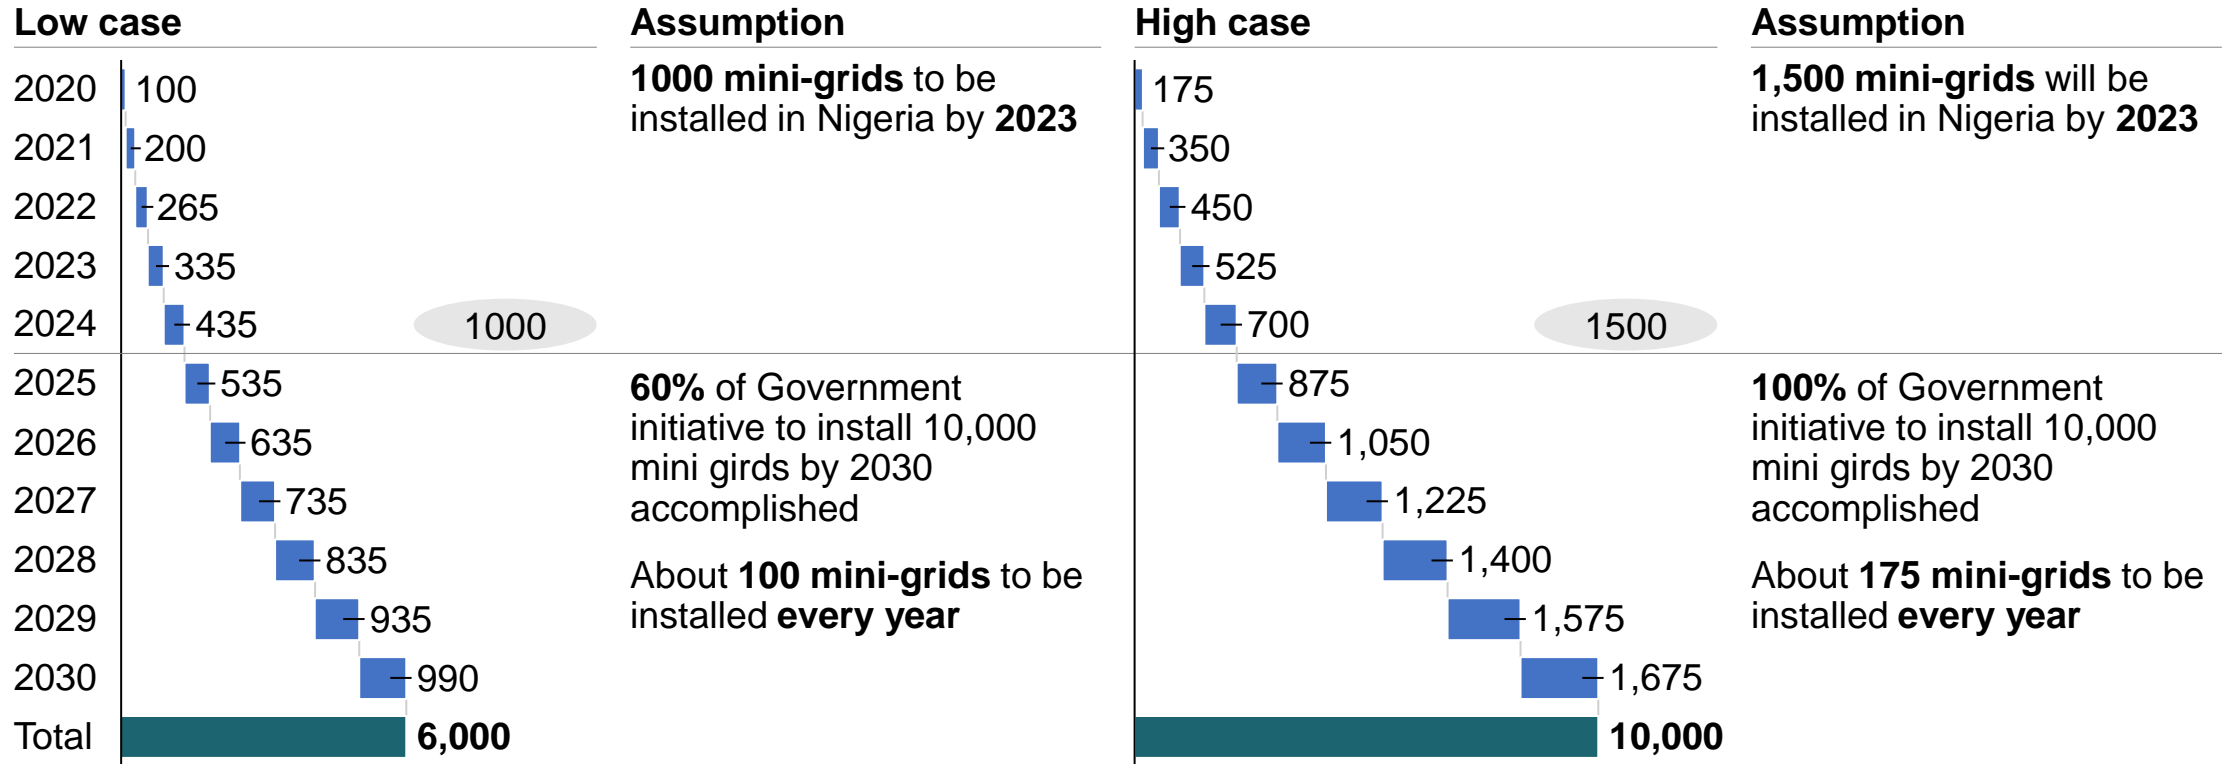 Low case
2020 100
2021 200
2022 265
2023 335
2024 435
1000
2025 535
2026 635
2027 735
2028 835
2029 935
2030 990
Total 6,000
Assumption
1000 mini-grids to be
installed in Nigeria by 2023
60% of Government
initiative to install 10,000
mini girds by 2030
accomplished
About 100 mini-grids to be
installed every year
High case
175
350
450
525
700
1500
875
1,050
1,225
1,400
1,575
1,675
10,000
Assumption
1,500 mini-grids will be
installed in Nigeria by 2023
100% of Government
initiative to install 10,000
mini girds by 2030
accomplished
About 175 mini-grids to be
installed every year